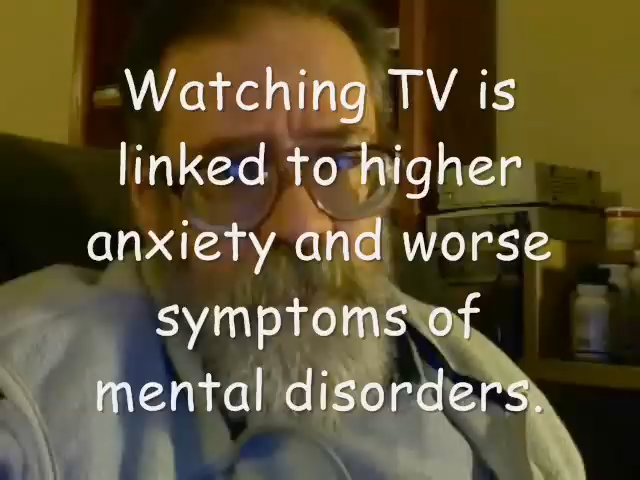 Watching TV is
linked to higher
anxiety and worse
symptoms of
mental disorders.